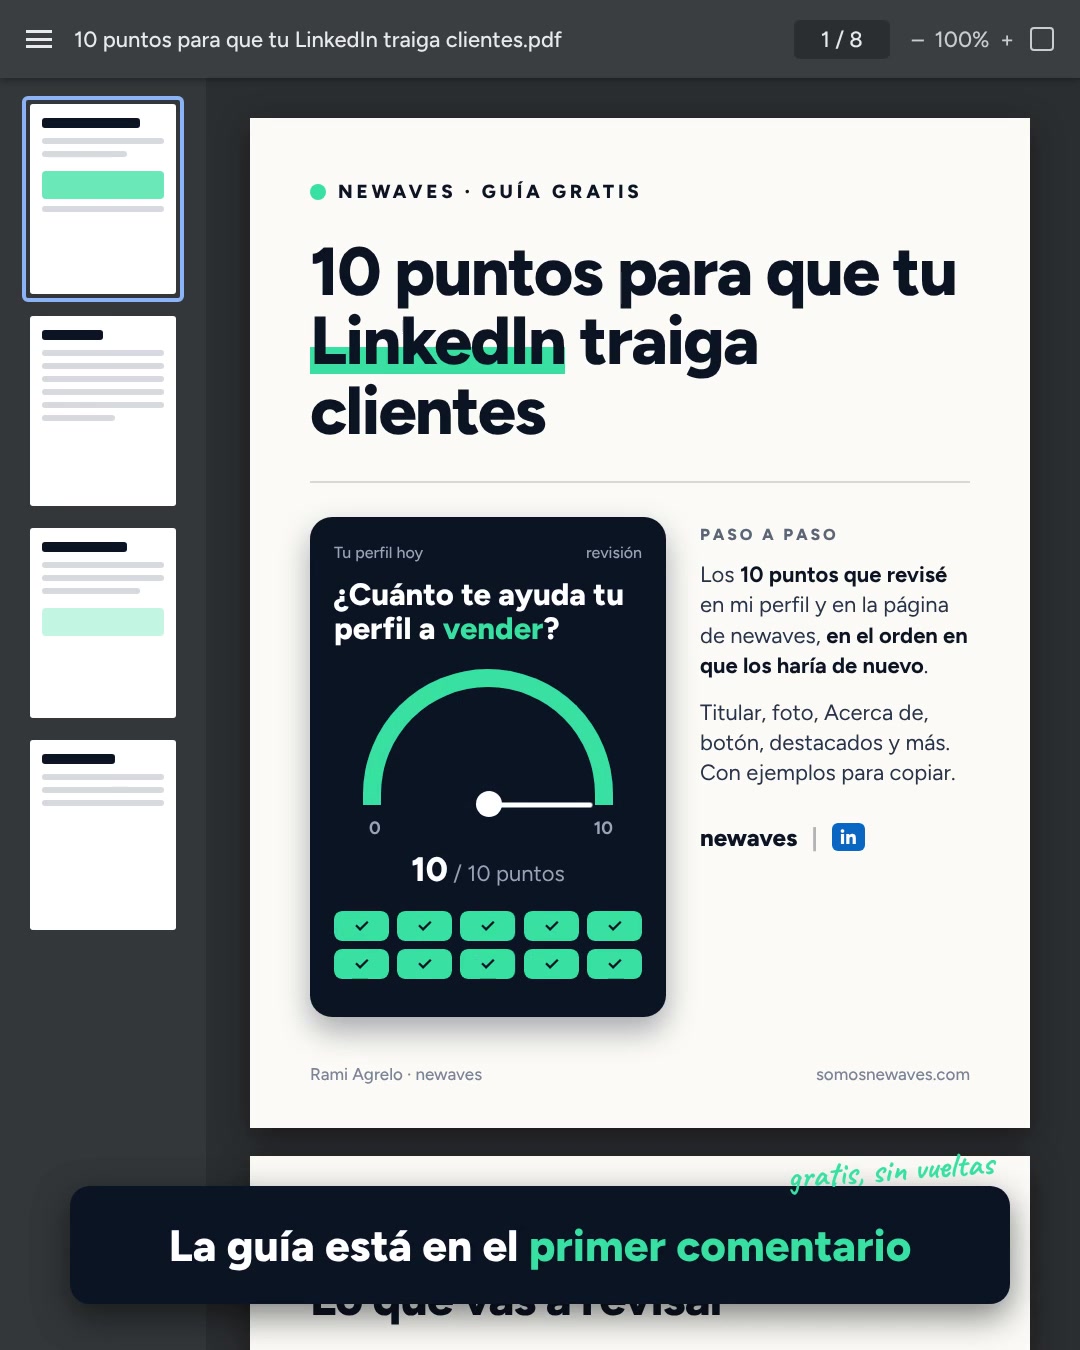 10 puntos para que tu LinkedIn traiga clientes.pdf
1 / 8
– 100% +
NEWAVES · GUÍA GRATIS
10 puntos para que tu
LinkedIn traiga
clientes
Tu perfil hoy
revisión
¿Cuánto te ayuda tu
perfil a vender?
0
10
10 / 10 puntos
PASO A PASO
Los 10 puntos que revisé
en mi perfil y en la página
de newaves, en el orden en
que los haría de nuevo.
Titular, foto, Acerca de,
botón, destacados y más.
Con ejemplos para copiar.
newaves | in
Rami Agrelo · newaves
somosnewaves.com
gratis, sin vueltas
La guía está en el primer comentario
Lo que vas a revisar